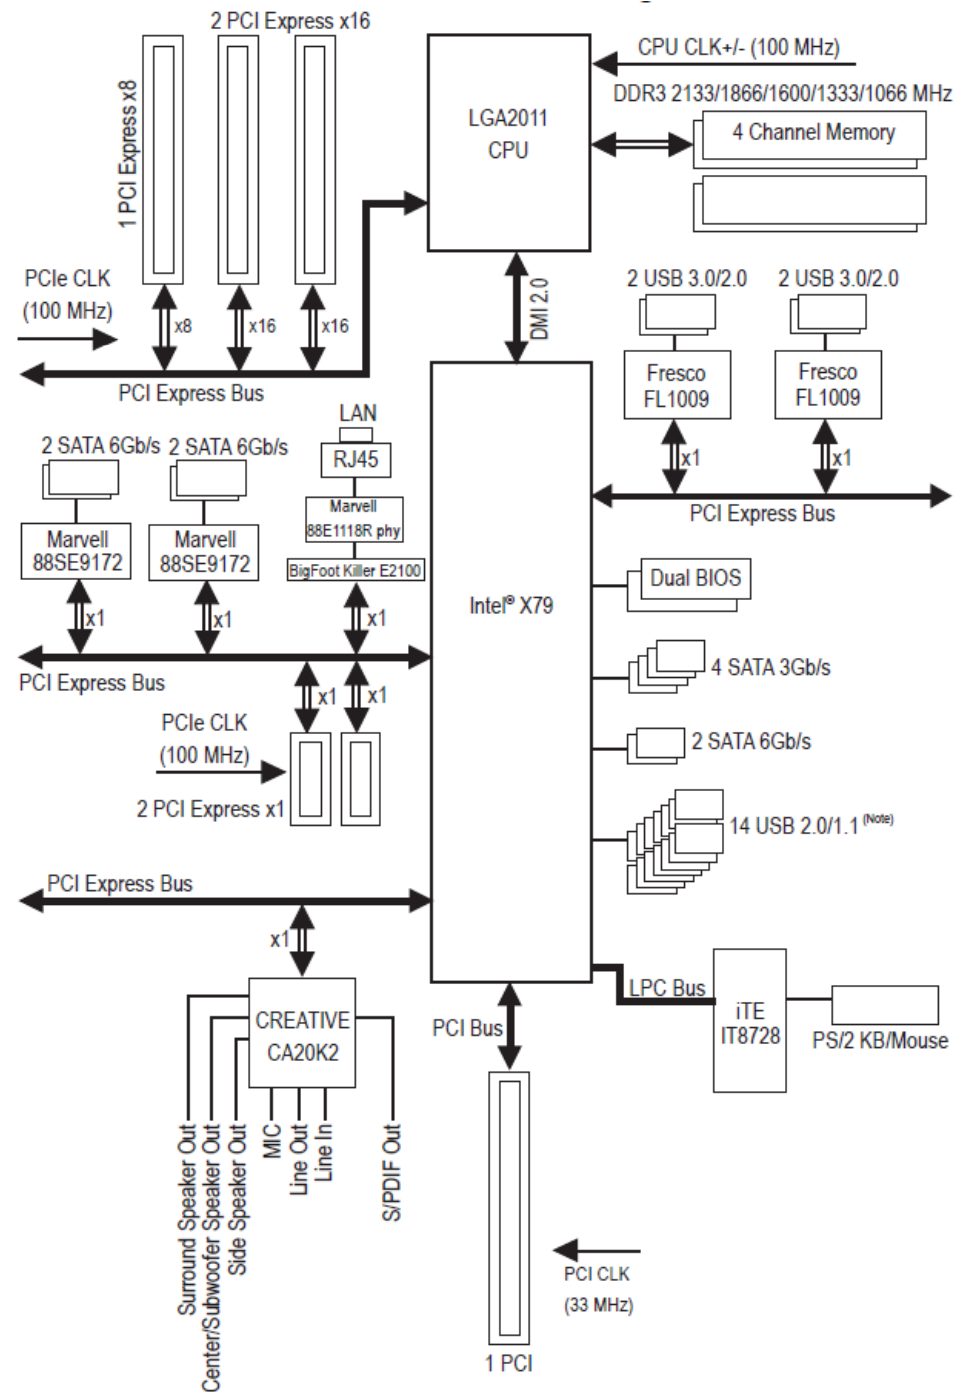 2 PCI Express x16
1 PCI Express x8
LGA2011
CPU
CPU CLK+/- (100 MHz)
DDR3 2133/1866/1600/1333/1066 MHz
4 Channel Memory
PCIe CLK
(100 MHz)
x8
x16
x16
PCI Express Bus
DMI 2.0
2 USB 3.0/2.0
2 USB 3.0/2.0
Fresco
FL1009
Fresco
FL1009
x1
x1
PCI Express Bus
LAN
RJ45
2 SATA 6Gb/s
2 SATA 6Gb/s
Marvell
88E1118R phy
Marvell
88SE9172
Marvell
88SE9172
BigFoot Killer E2100
x1
x1
x1
PCI Express Bus
Intel® X79
Dual BIOS
4 SATA 3Gb/s
2 SATA 6Gb/s
14 USB 2.0/1.1 (Note)
x1
x1
PCIe CLK
(100 MHz)
2 PCI Express x1
PCI Express Bus
x1
CREATIVE
CA20K2
Surround Speaker Out
Center/Subwoofer Speaker Out
Side Speaker Out
MIC
Line Out
Line In
S/PDIF Out
PCI Bus
LPC Bus
iTE
IT8728
PS/2 KB/Mouse
PCI CLK
(33 MHz)
1 PCI